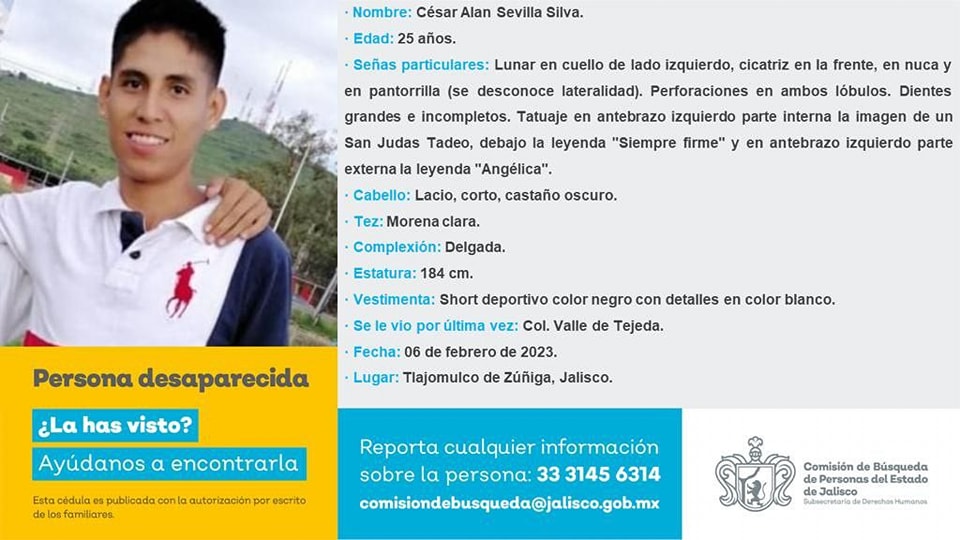 · Nombre: César Alan Sevilla Silva.
· Edad: 25 años.
· Señas particulares: Lunar en cuello de lado izquierdo, cicatriz en la frente, en nuca y
en pantorrilla (se desconoce lateralidad). Perforaciones en ambos lóbulos. Dientes
grandes e incompletos. Tatuaje en antebrazo izquierdo parte interna la imagen de un
San Judas Tadeo, debajo la leyenda "Siempre firme" y en antebrazo izquierdo parte
externa la leyenda "Angélica".
· Cabello: Lacio, corto, castaño oscuro.
· Tez: Morena clara.
· Complexión: Delgada.
· Estatura: 184 cm.
· Vestimenta: Short deportivo color negro con detalles en color blanco.
· Se le vio por última vez: Col. Valle de Tejeda.
· Fecha: 06 de febrero de 2023.
· Lugar: Tlajomulco de Zúñiga, Jalisco.
Persona desaparecida
¿La has visto?
Ayúdanos a encontrarla
Esta cédula es publicada con la autorización por escrito
de los familiares.
Reporta cualquier información
sobre la persona: 33 3145 6314
comisiondebusqueda@jalisco.gob.mx
Comisión de Búsqueda
de Personas del Estado
de Jalisco
Subsecretaría de Derechos Humanos